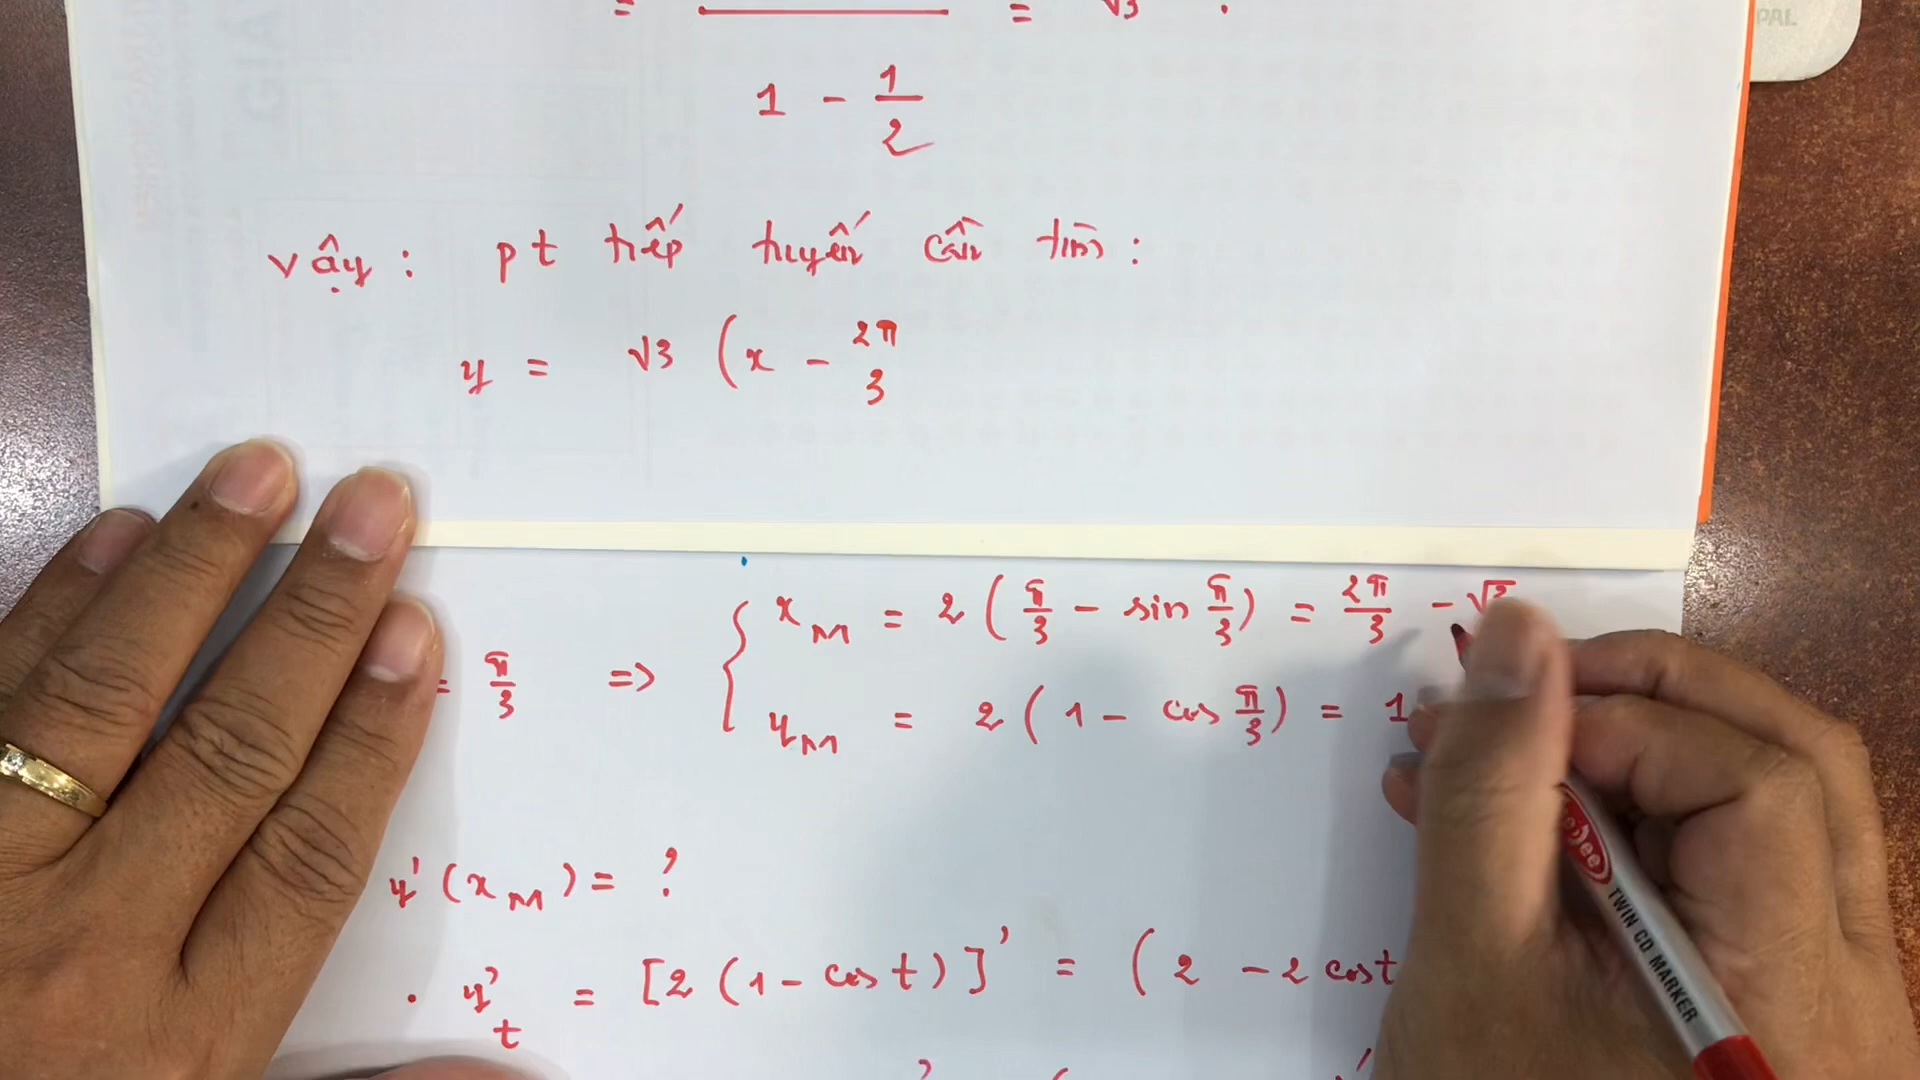 = = √3 .
1 - 1/2
vậy : pt tiếp tuyến cần tìm :
y = √3 (x - 2π/3
x_M = 2 ( π/3 - sin π/3 ) = 2π/3 - √3
= π/3 => y_M = 2 ( 1 - cos π/3 ) = 1
y' (x_M) = ?
. y'_t = [2 (1 - cos t) ]' = ( 2 - 2 cos t
TWIN CD MARKER
PAL